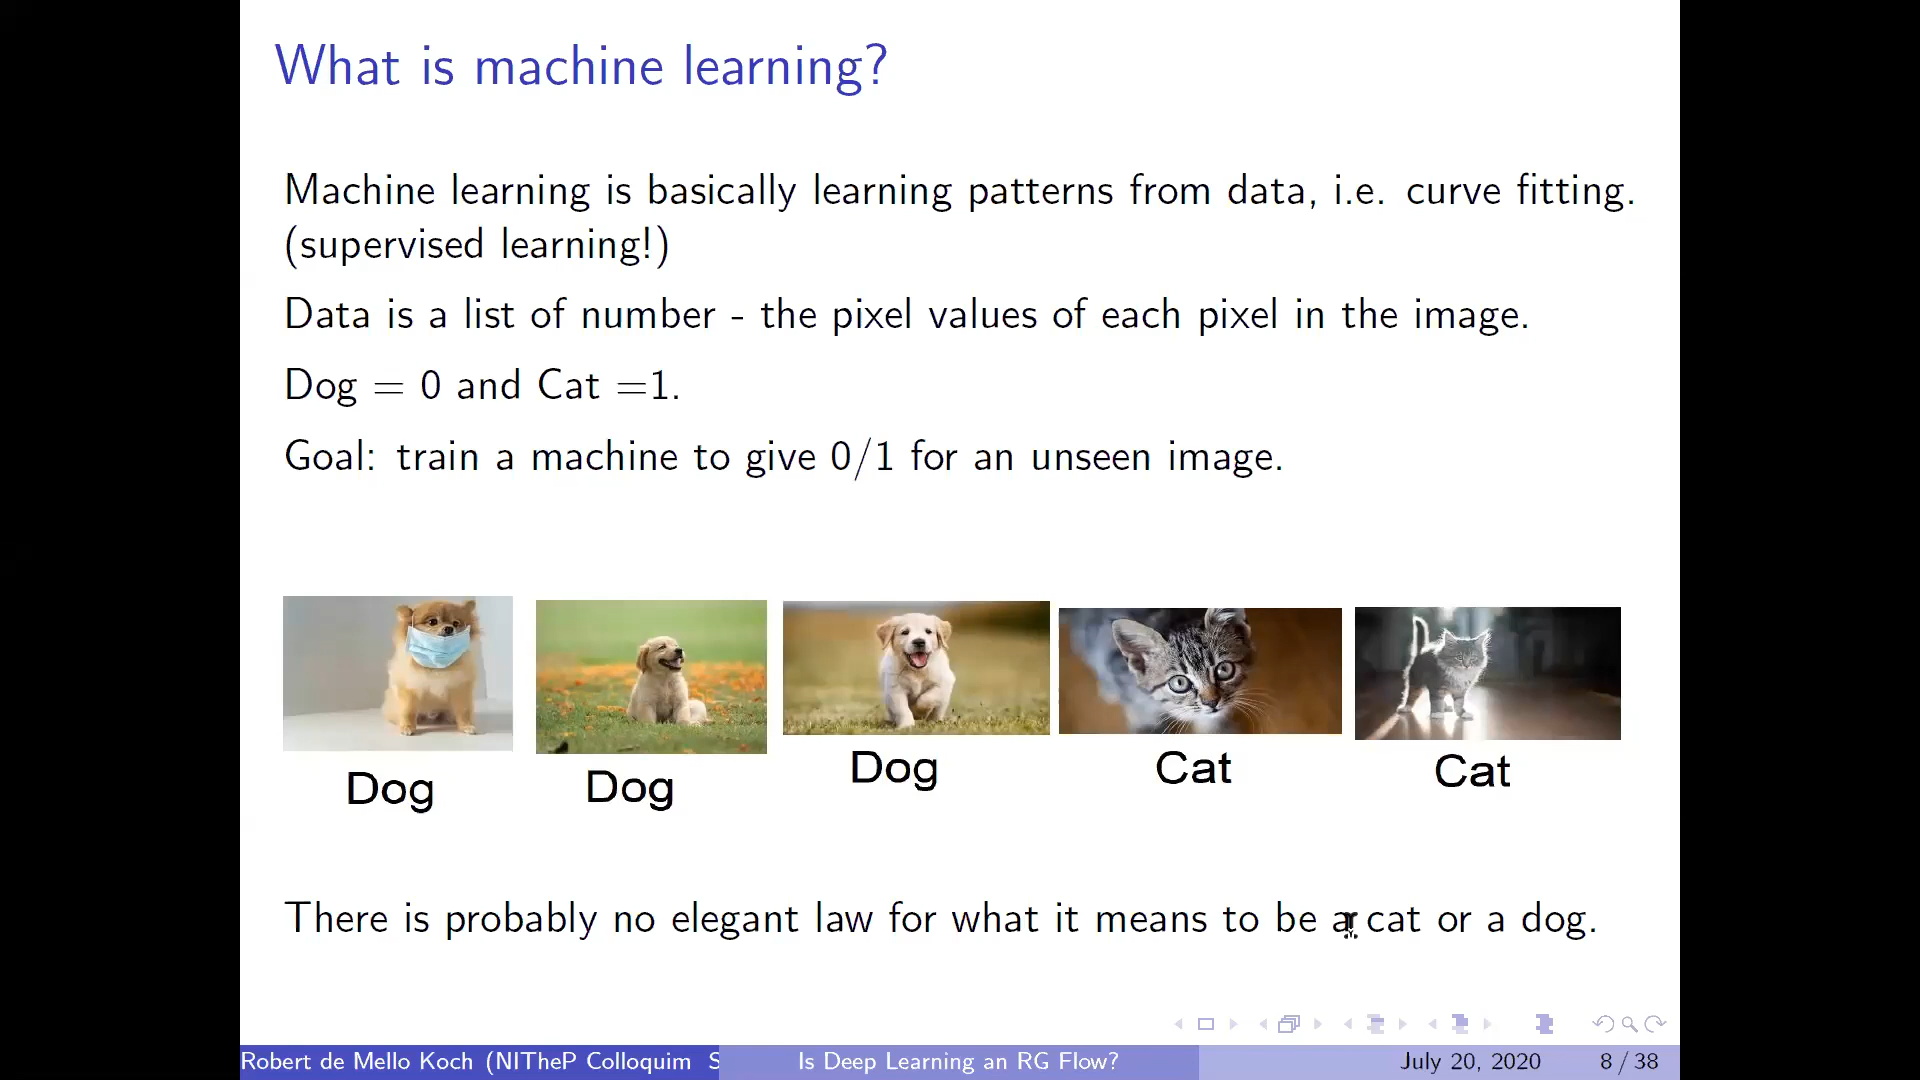 What is machine learning?
Machine learning is basically learning patterns from data, i.e. curve fitting.
(supervised learning!)
Data is a list of number - the pixel values of each pixel in the image.
Dog = 0 and Cat =1.
Goal: train a machine to give 0/1 for an unseen image.
Dog Dog Dog Cat Cat
There is probably no elegant law for what it means to be a cat or a dog.
Robert de Mello Koch (NITheP Colloquim S Is Deep Learning an RG Flow? July 20, 2020 8 / 38